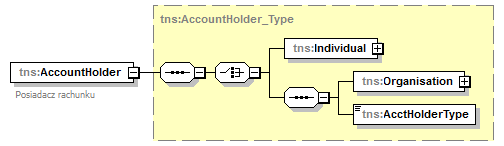 tns:AccountHolder_Type
tns:Individual
tns:AccountHolder
Posiadacz rachunku
tns:Organisation
tns:AcctHolderType